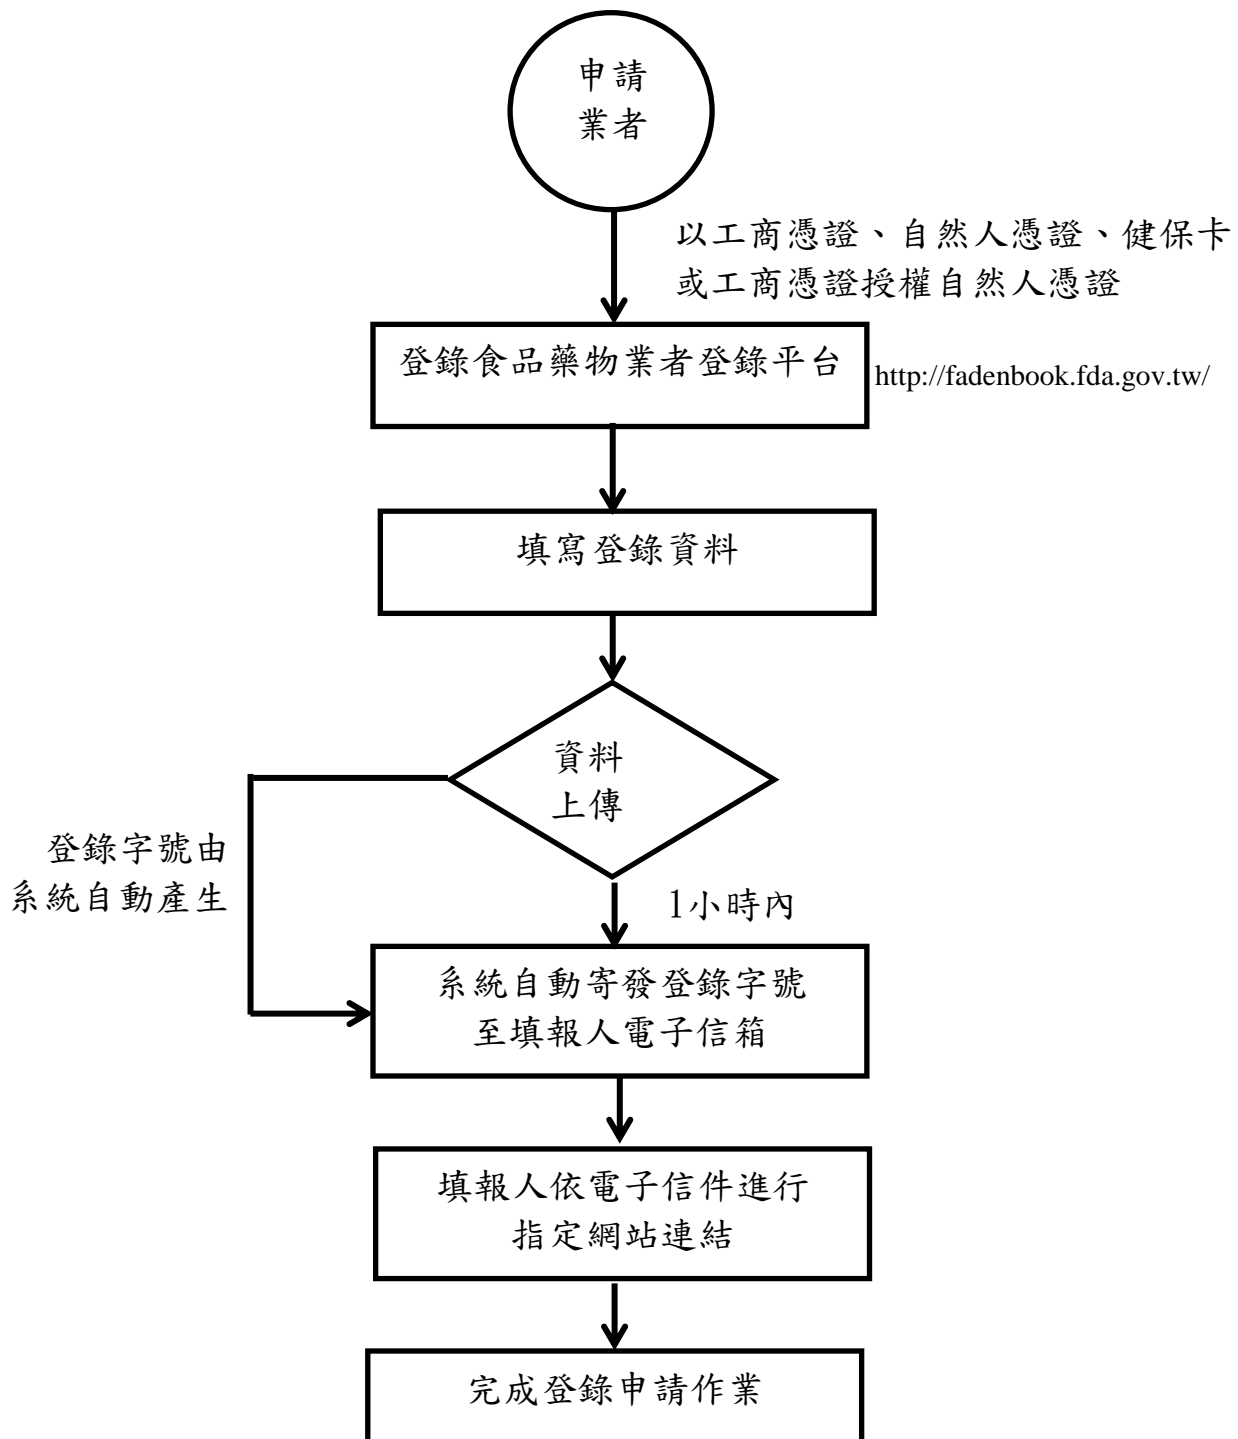 申請
業者
以工商憑證、自然人憑證、健保卡
或工商憑證授權自然人憑證
登錄食品藥物業者登錄平台
http://fadenbook.fda.gov.tw/
填寫登錄資料
資料
上傳
登錄字號由
系統自動產生
1小時內
系統自動寄發登錄字號
至填報人電子信箱
填報人依電子信件進行
指定網站連結
完成登錄申請作業